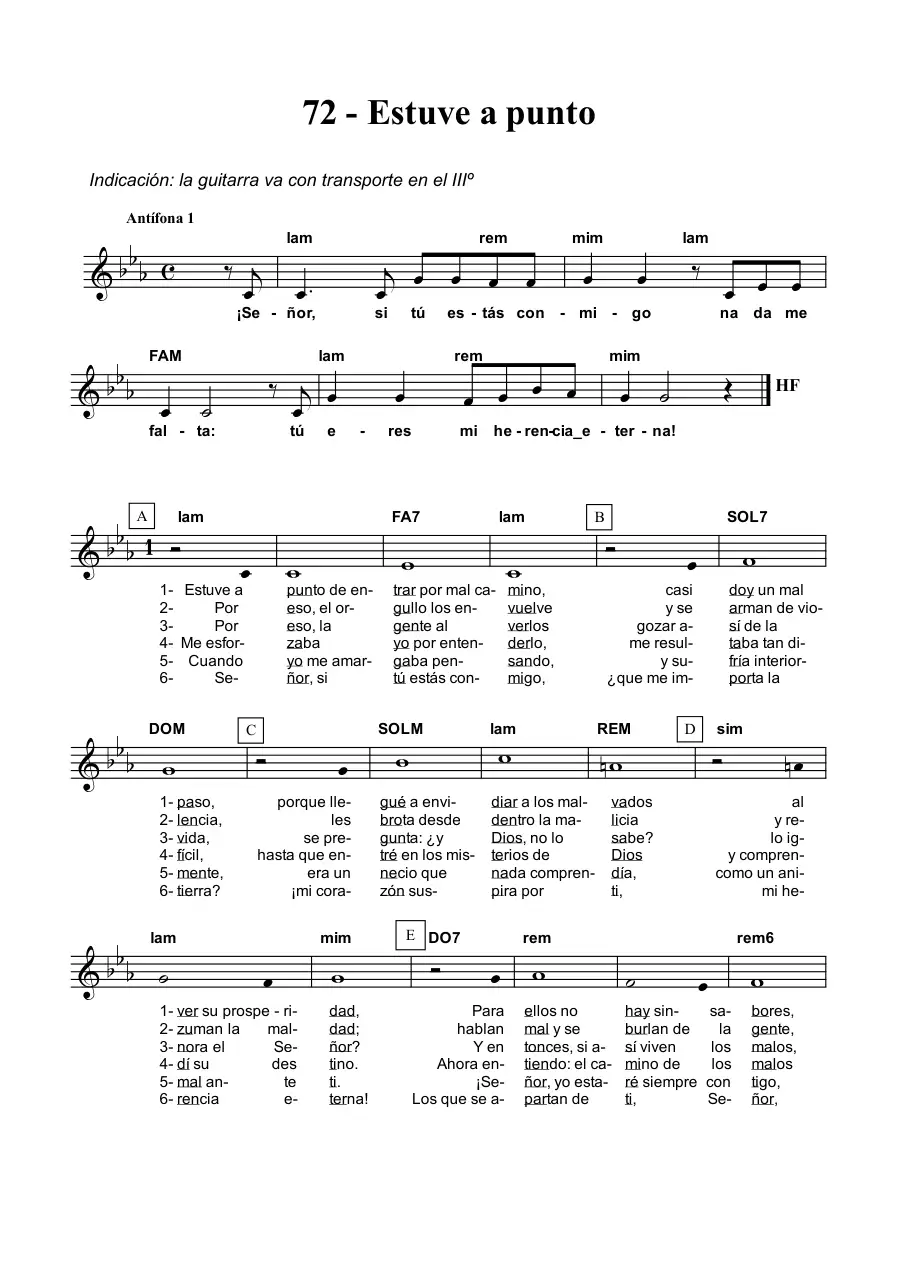 72 - Estuve a punto
Indicación: la guitarra va con transporte en el IIIº
Antífona 1
lam rem mim lam
¡Se - ñor, si tú es - tás con - mi - go na da me
FAM lam rem mim
HF
fal - ta: tú e - res mi he - ren-cia_e - ter - na!
A lam FA7 lam B SOL7
1
1- Estuve a punto de en- trar por mal ca- mino, casi doy un mal
2- Por eso, el or- gullo los en- vuelve y se arman de vio-
3- Por eso, la gente al verlos gozar a- sí de la
4- Me esfor- zaba yo por enten- derlo, me resul- taba tan di-
5- Cuando yo me amar- gaba pen- sando, y su- fría interior-
6- Se- ñor, si tú estás con- migo, ¿que me im- porta la
DOM C SOLM lam REM D sim
1- paso, porque lle- gué a envi- diar a los mal- vados al
2- lencia, les brota desde dentro la ma- licia y re-
3- vida, se pre- gunta: ¿y Dios, no lo sabe? lo ig-
4- fícil, hasta que en- tré en los mis- terios de Dios y compren-
5- mente, era un necio que nada compren- día, como un ani-
6- tierra? ¡mi cora- zón sus- pira por ti, mi he-
lam mim E DO7 rem rem6
1- ver su prospe - ri- dad, Para ellos no hay sin- sa- bores,
2- zuman la mal- dad; hablan mal y se burlan de la gente,
3- nora el Se- ñor? Y en tonces, si a- sí viven los malos,
4- dí su des tino. Ahora en- tiendo: el ca- mino de los malos
5- mal an- te ti. ¡Se- ñor, yo esta- ré siempre con tigo,
6- rencia e- terna! Los que se a- partan de ti, Se- ñor,